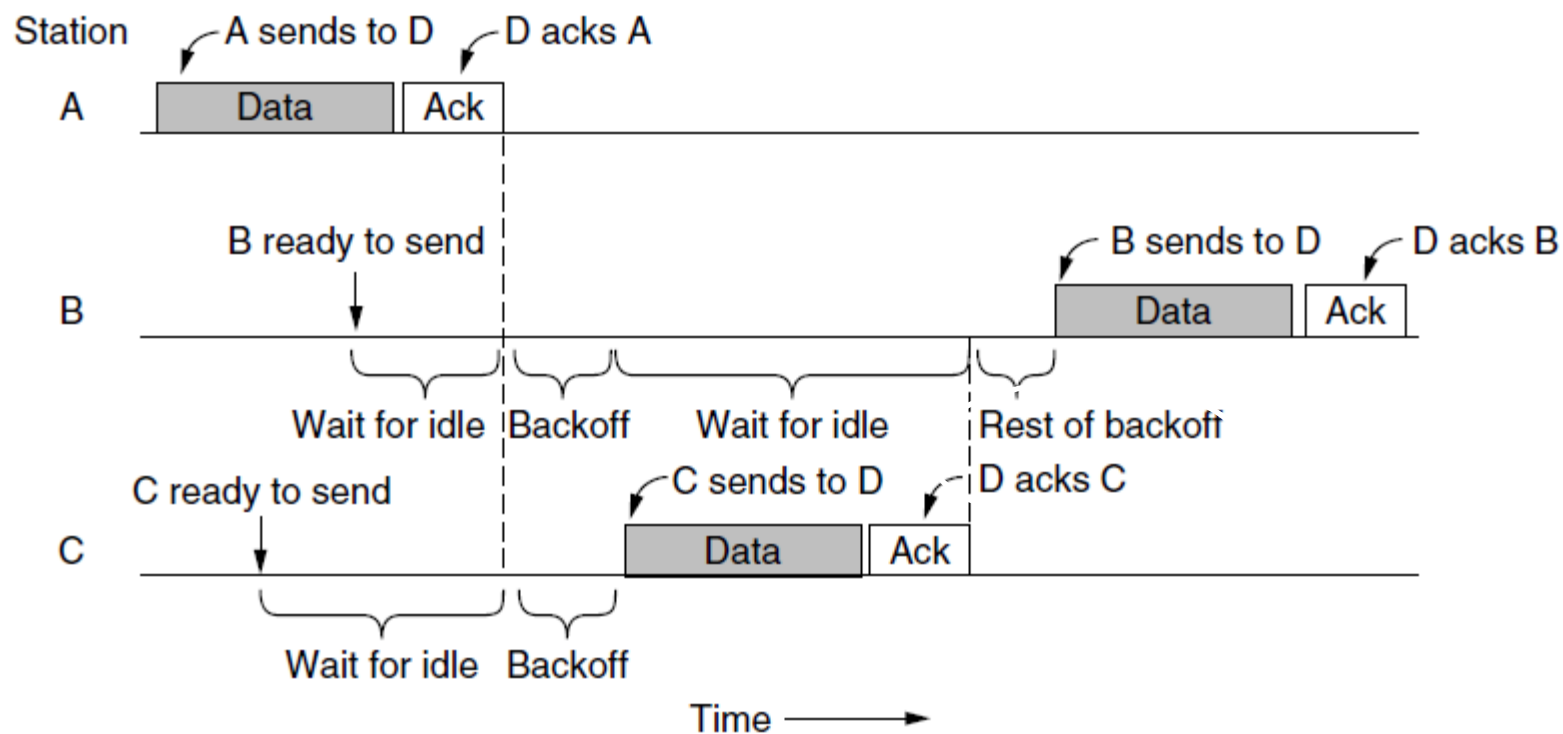 Station
A sends to D
D acks A
A
Data
Ack
B ready to send
B sends to D
D acks B
B
Data
Ack
Wait for idle
Backoff
Wait for idle
Rest of backoff
C ready to send
C sends to D
D acks C
C
Data
Ack
Wait for idle
Backoff
Time